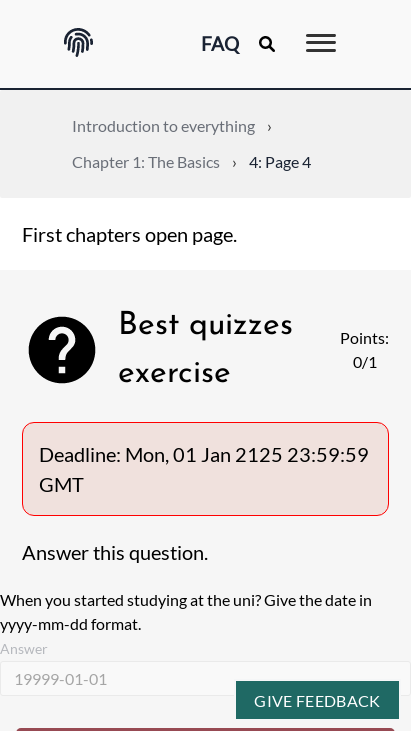 FAQ
Introduction to everything ›
Chapter 1: The Basics › 4: Page 4
First chapters open page.
Best quizzes
exercise
Points:
0/1
Deadline: Mon, 01 Jan 2125 23:59:59
GMT
Answer this question.
When you started studying at the uni? Give the date in
yyyy-mm-dd format.
Answer
19999-01-01
GIVE FEEDBACK